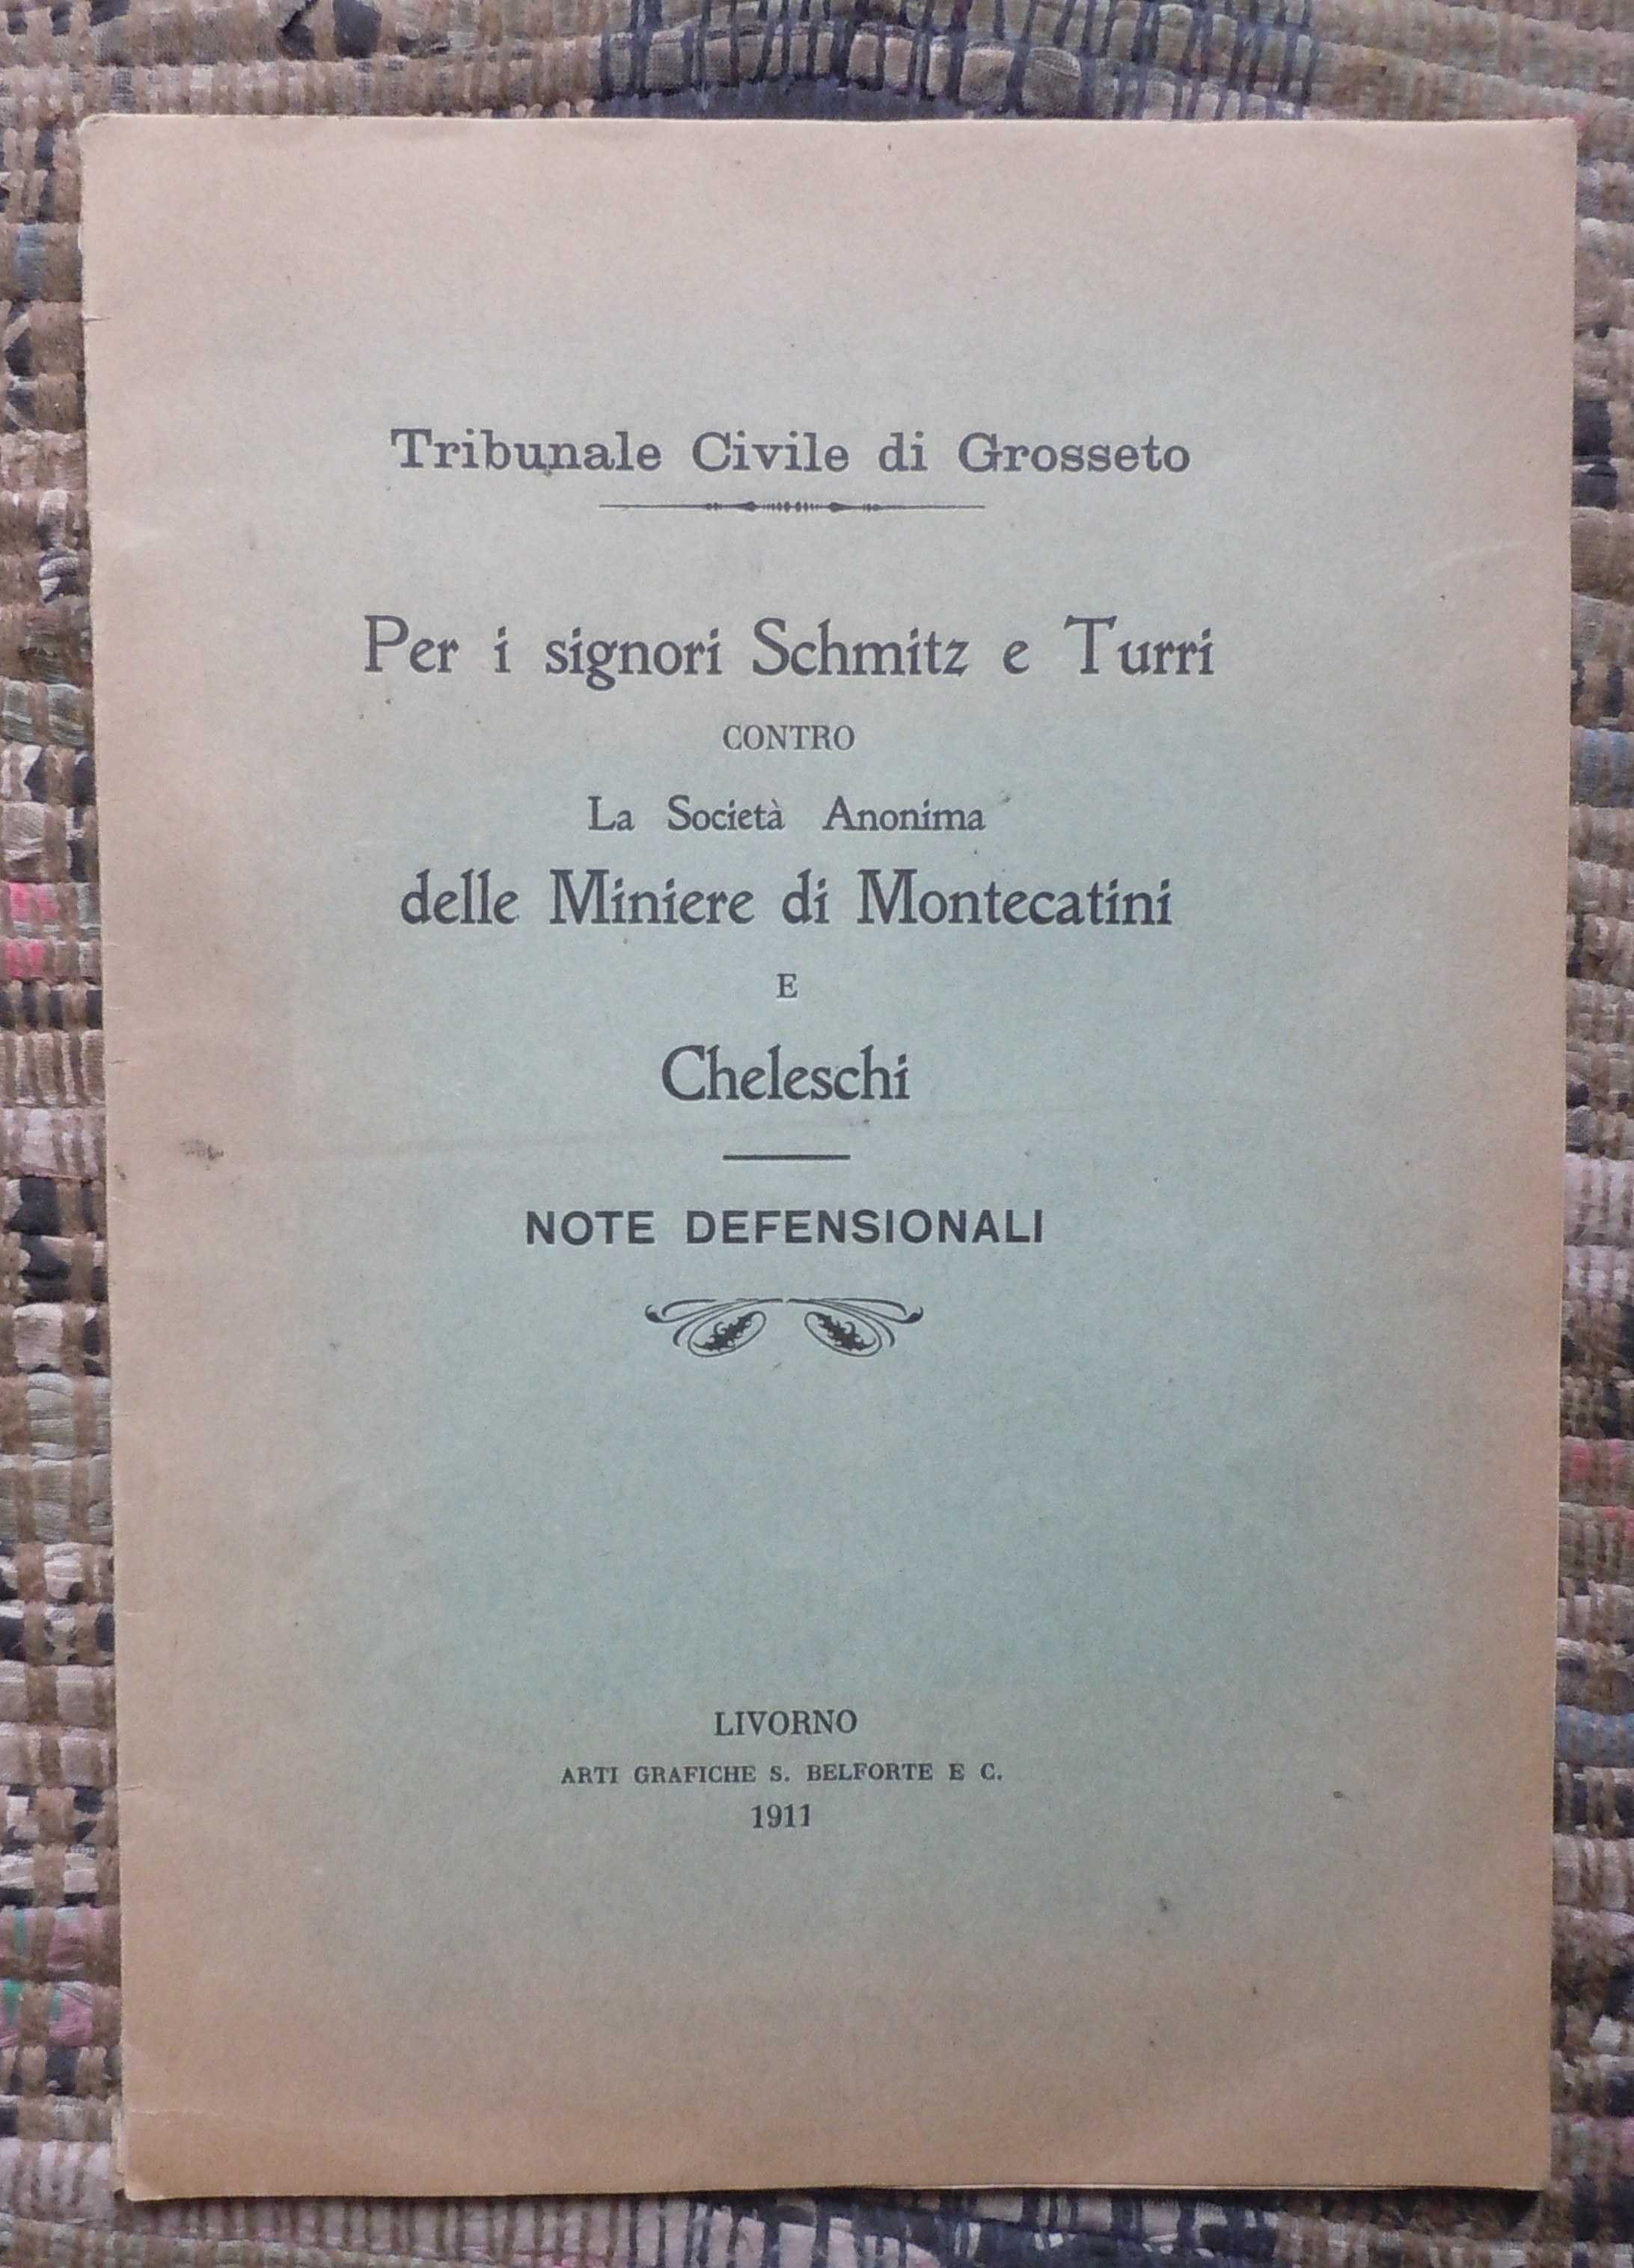 Tribunale Civile di Grosseto
Per i signori Schmitz e Turri
CONTRO
La Società Anonima
delle Miniere di Montecatini
E
Cheleschi
NOTE DEFENSIONALI
LIVORNO
ARTI GRAFICHE S. BELFORTE E C.
1911